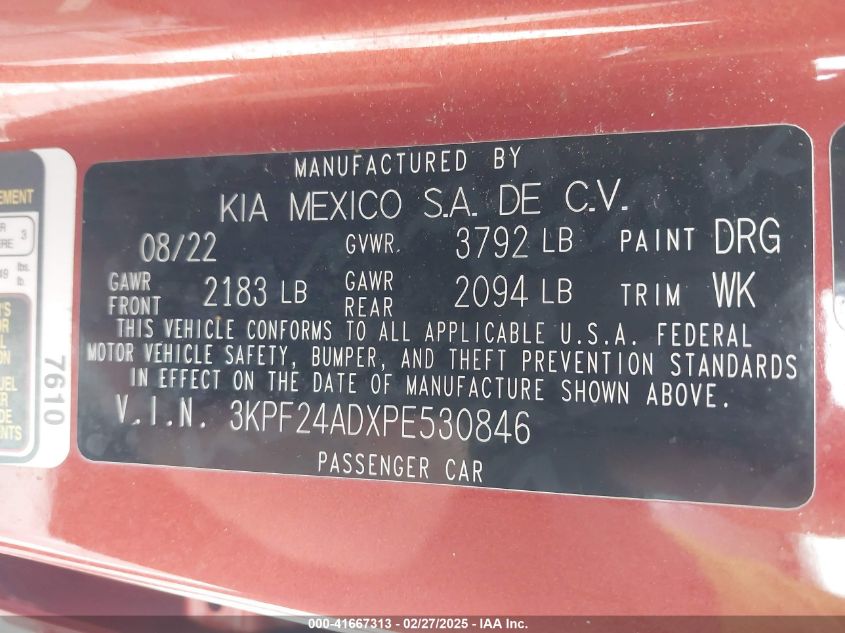 MANUFACTURED BY
KIA MEXICO S.A. DE C.V.
08/22 GVWR. 3792 LB PAINT DRG
GAWR FRONT 2183 LB GAWR REAR 2094 LB TRIM WK
THIS VEHICLE CONFORMS TO ALL APPLICABLE U.S.A. FEDERAL
MOTOR VEHICLE SAFETY, BUMPER, AND THEFT PREVENTION STANDARDS
IN EFFECT ON THE DATE OF MANUFACTURE SHOWN ABOVE.
V.I.N. 3KPF24ADXPE530846
PASSENGER CAR
7610
000-41667313 - 02/27/2025 - IAA Inc.